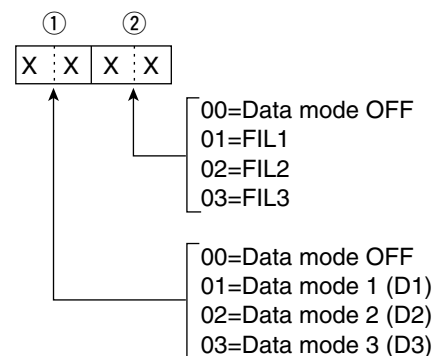 ① ②
X X X X
00=Data mode OFF
01=FIL1
02=FIL2
03=FIL3
00=Data mode OFF
01=Data mode 1 (D1)
02=Data mode 2 (D2)
03=Data mode 3 (D3)